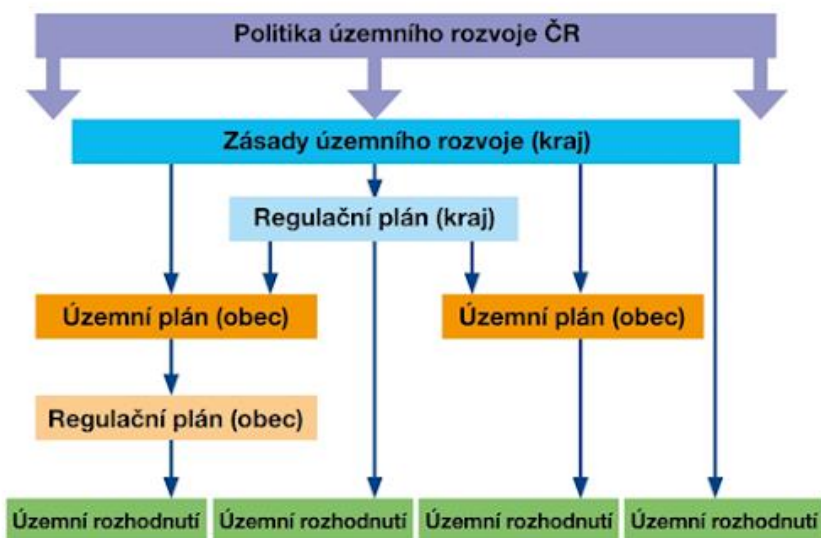 Politika územního rozvoje ČR
Zásady územního rozvoje (kraj)
Regulační plán (kraj)
Územní plán (obec)
Územní plán (obec)
Regulační plán (obec)
Územní rozhodnutí
Územní rozhodnutí
Územní rozhodnutí
Územní rozhodnutí